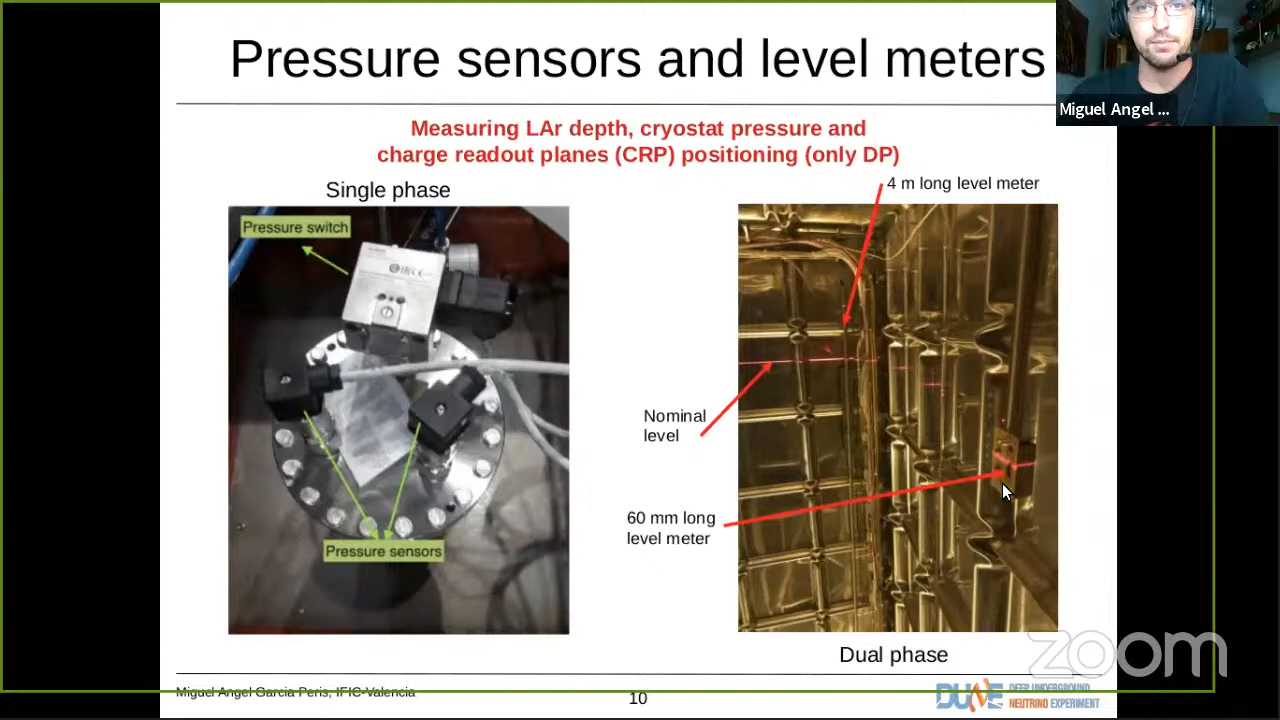 Pressure sensors and level meters
Miguel Angel ...
Measuring LAr depth, cryostat pressure and
charge readout planes (CRP) positioning (only DP)
Single phase
4 m long level meter
Pressure switch
Nominal
level
60 mm long
level meter
Pressure sensors
Dual phase
zoom
Miguel Angel García Peris, IFIC-Valencia
10
DUNE
DEEP UNDERGROUND
NEUTRINO EXPERIMENT